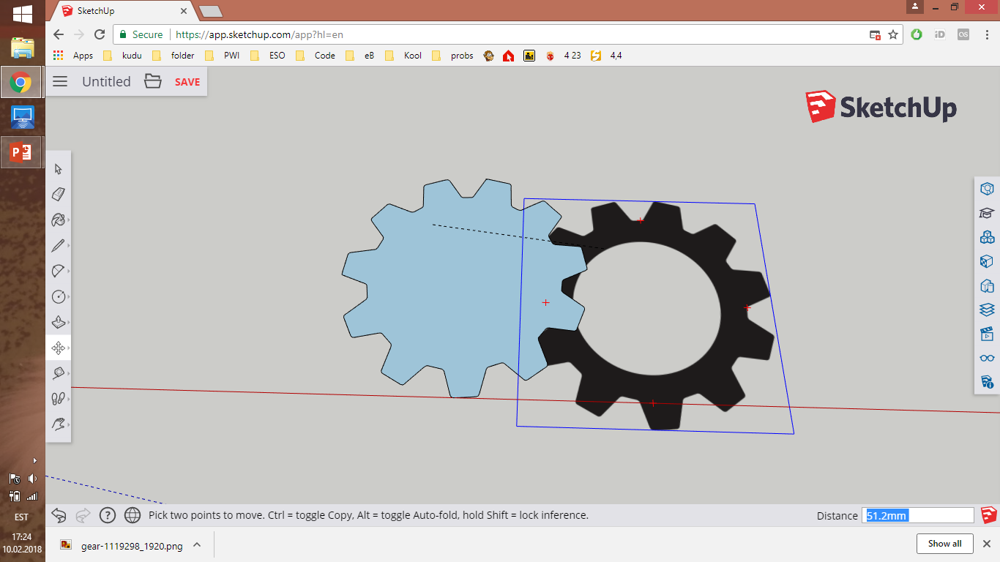 SketchUp
Secure
https://app.sketchup.com/app?hl=en
Apps kudu folder PWI ESO Code eB Kool probs 4 23 4,4
Untitled SAVE
SketchUp
Pick two points to move. Ctrl = toggle Copy, Alt = toggle Auto-fold, hold Shift = lock inference.
Distance 51.2mm
EST
17:24
10.02.2018
gear-1119298_1920.png
Show all